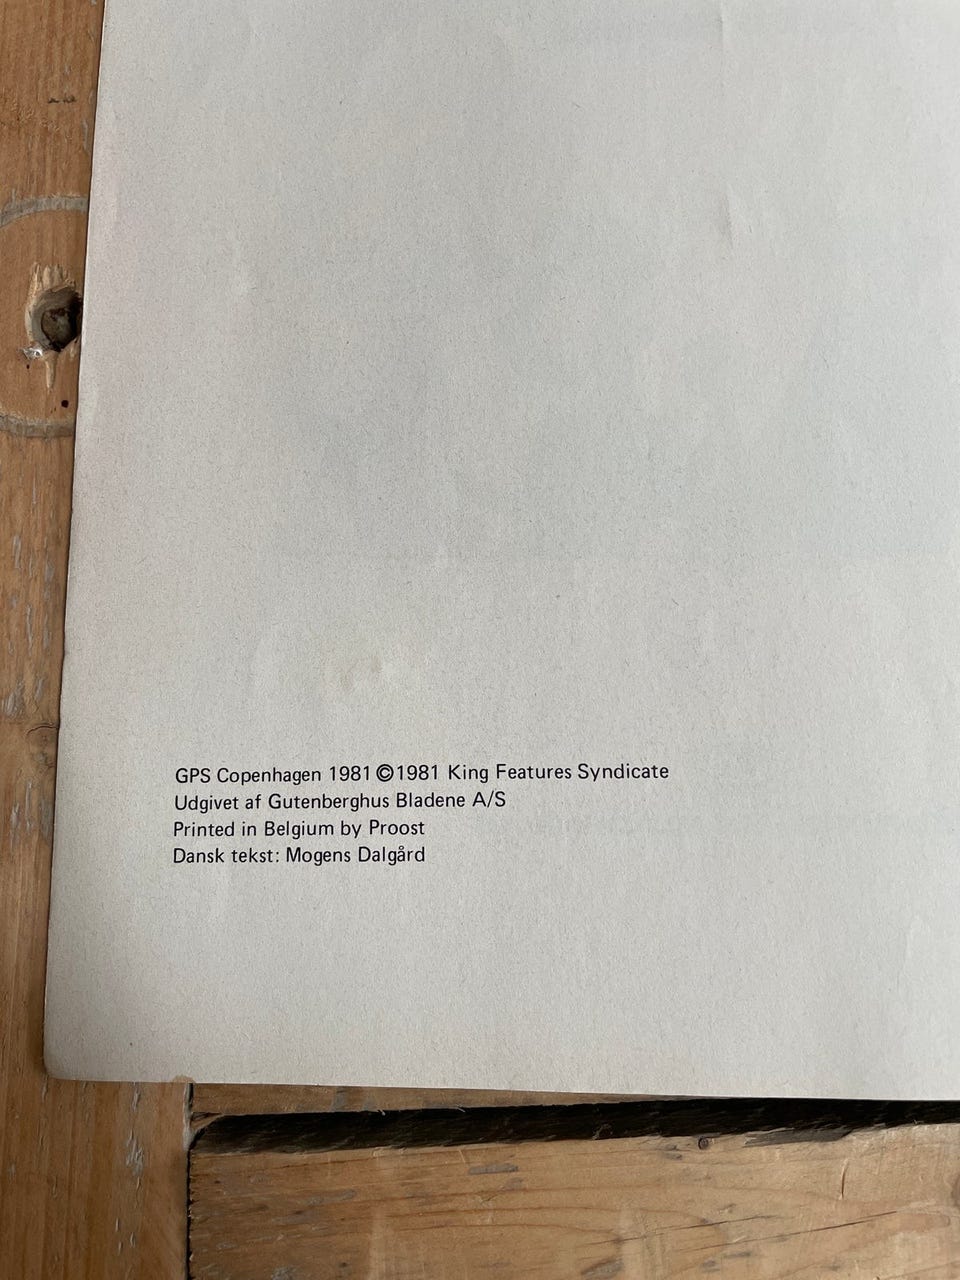 GPS Copenhagen 1981 ©1981 King Features Syndicate
Udgivet af Gutenberghus Bladene A/S
Printed in Belgium by Proost
Dansk tekst: Mogens Dalgård